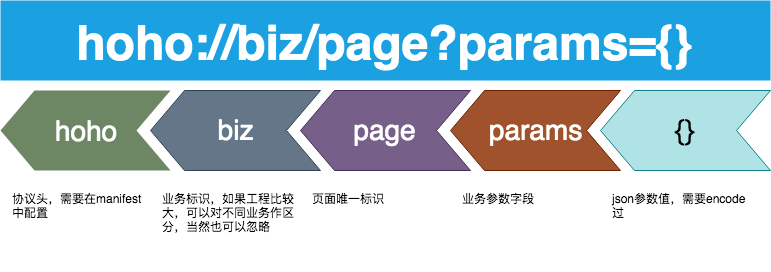 hoho://biz/page?params={}
hoho
biz
page
params
{}
协议头，需要在manifest
中配置
业务标识，如果工程比较
大，可以对不同业务作区
分，当然也可以忽略
页面唯一标识
业务参数字段
json参数值，需要encode
过